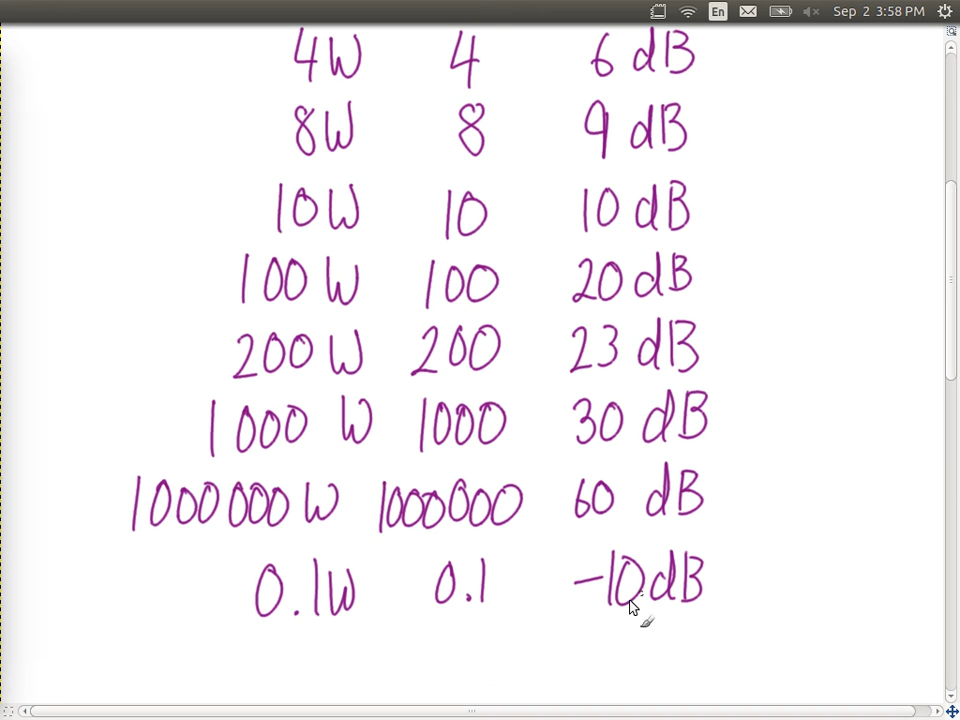 En Sep 2 3:58 PM
4W 4 6 dB
8W 8 9 dB
10W 10 10 dB
100 W 100 20 dB
200 W 200 23 dB
1000 W 1000 30 dB
1000000 W 1000000 60 dB
0.1W 0.1 -10dB